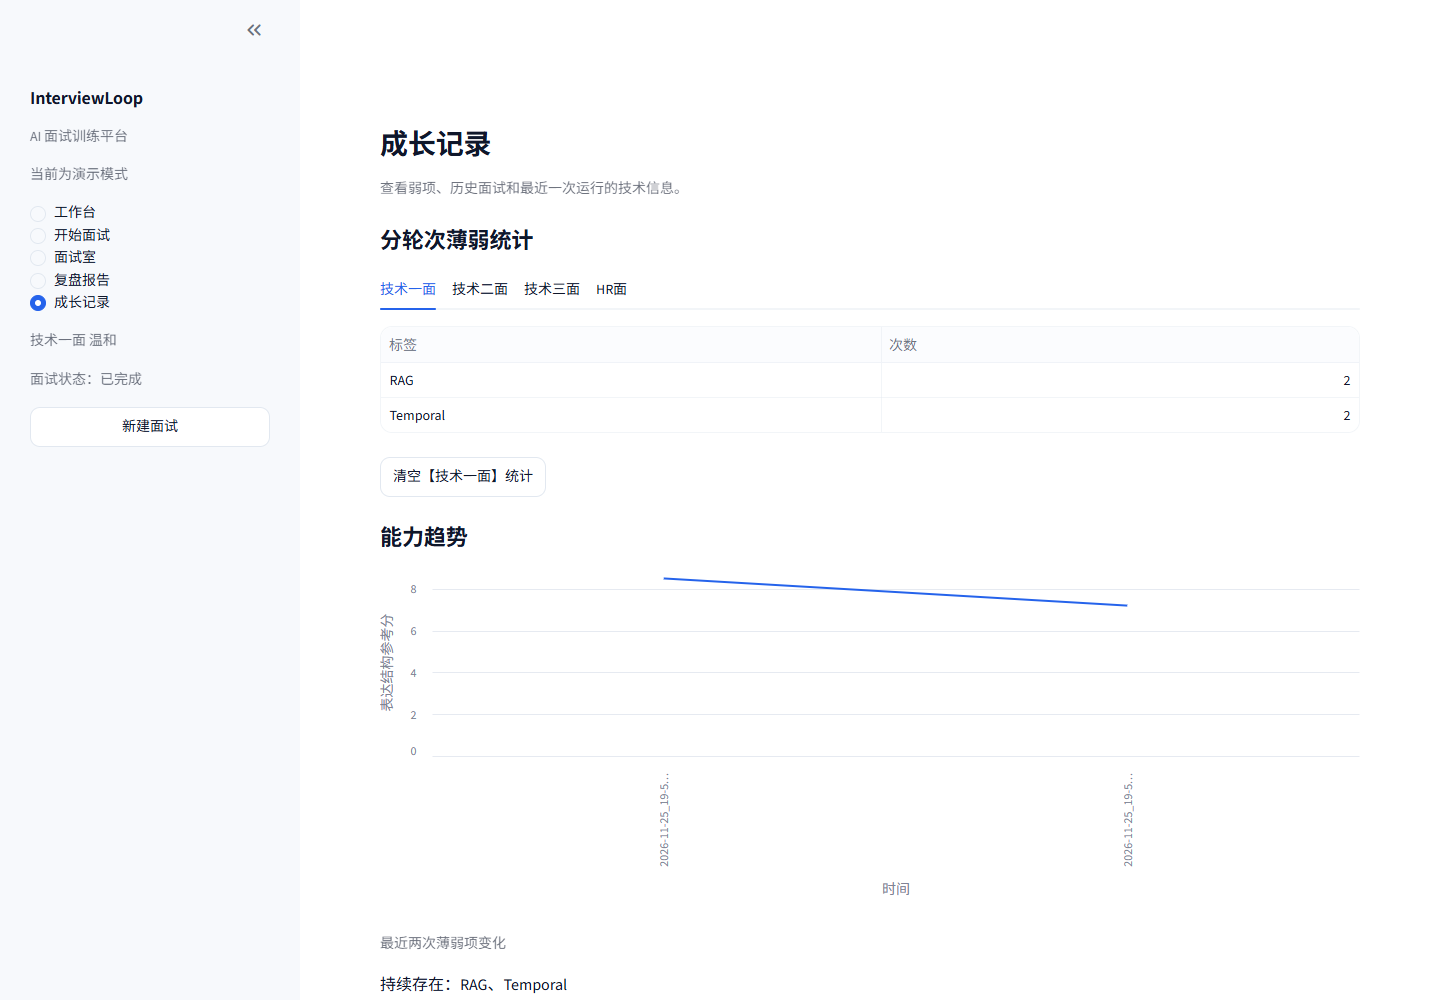 InterviewLoop
AI 面试训练平台
当前为演示模式
工作台
开始面试
面试室
复盘报告
成长记录
技术一面 温和
面试状态：已完成
新建面试
成长记录
查看弱项、历史面试和最近一次运行的技术信息。
分轮次薄弱统计
技术一面 技术二面 技术三面 HR面
标签 次数
RAG 2
Temporal 2
清空【技术一面】统计
能力趋势
表达结构参考分
8
6
4
2
0
2026-11-25_19-5…
2026-11-25_19-5…
时间
最近两次薄弱项变化
持续存在：RAG、Temporal